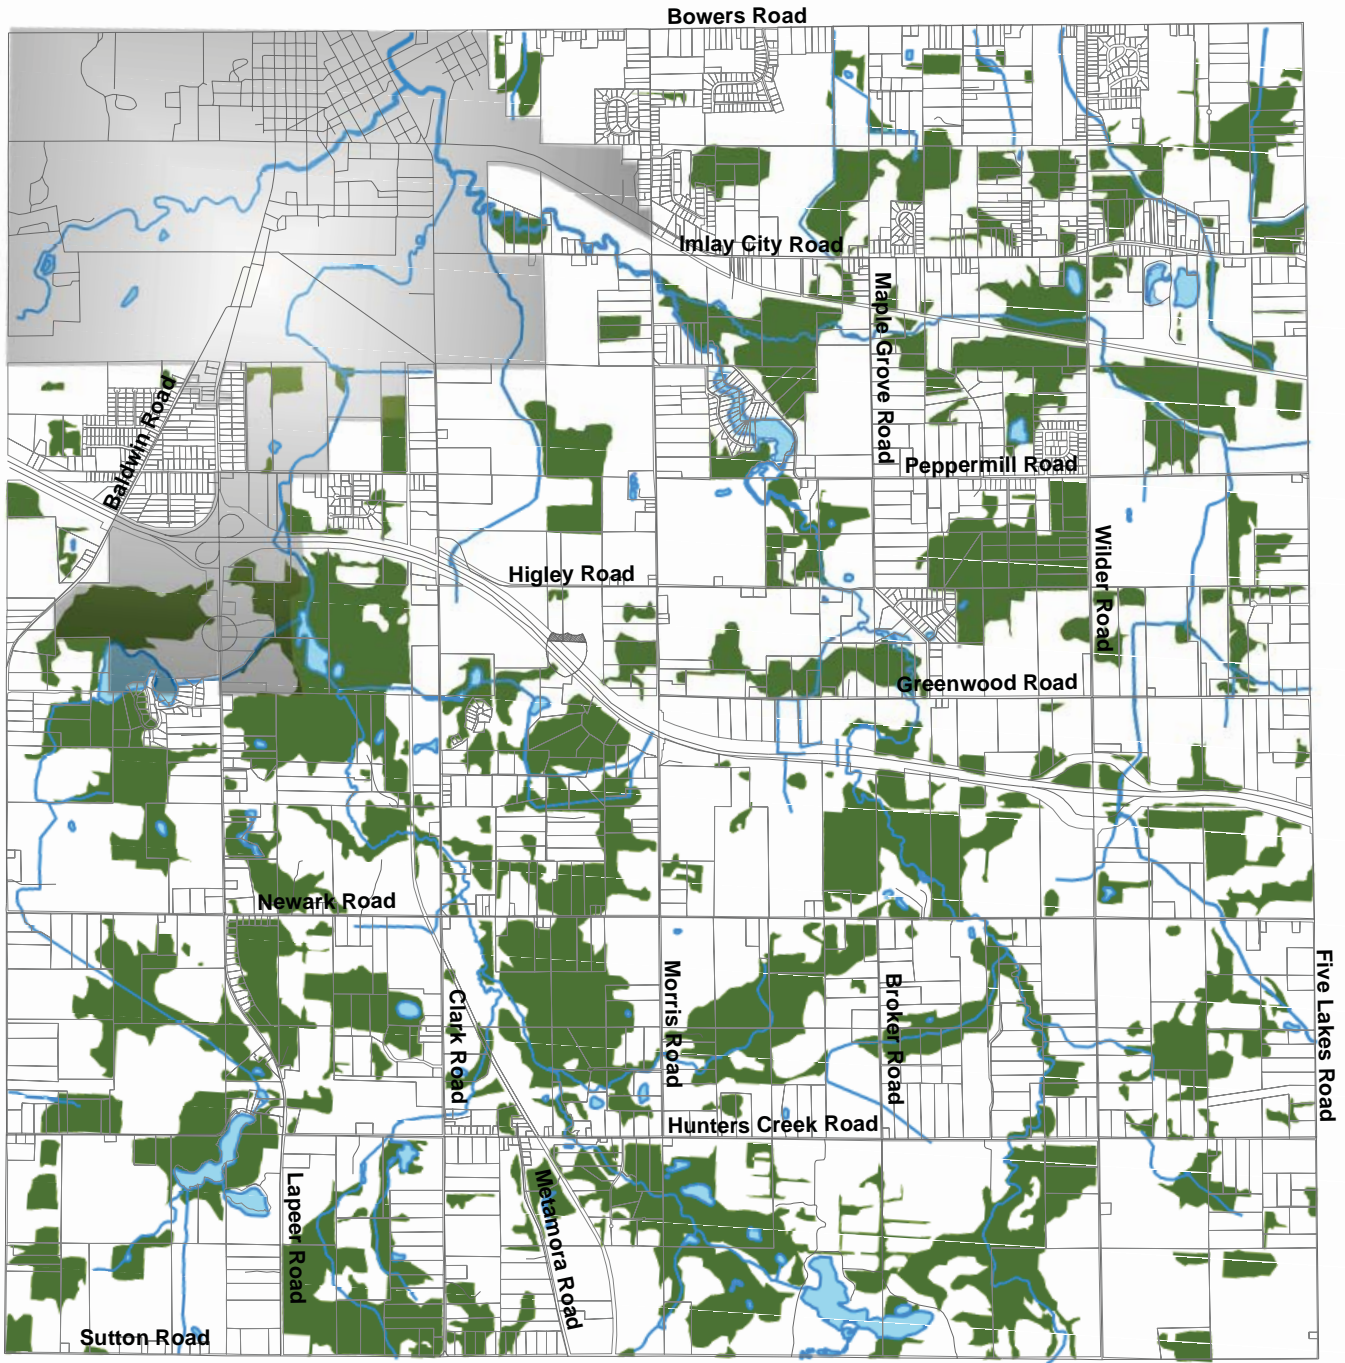 Bowers Road
Imlay City Road
Maple Grove Road
Baldwin Road
Peppermill Road
Higley Road
Wilder Road
Greenwood Road
Newark Road
Morris Road
Clark Road
Broker Road
Five Lakes Road
Hunters Creek Road
Lapeer Road
Metamora Road
Sutton Road